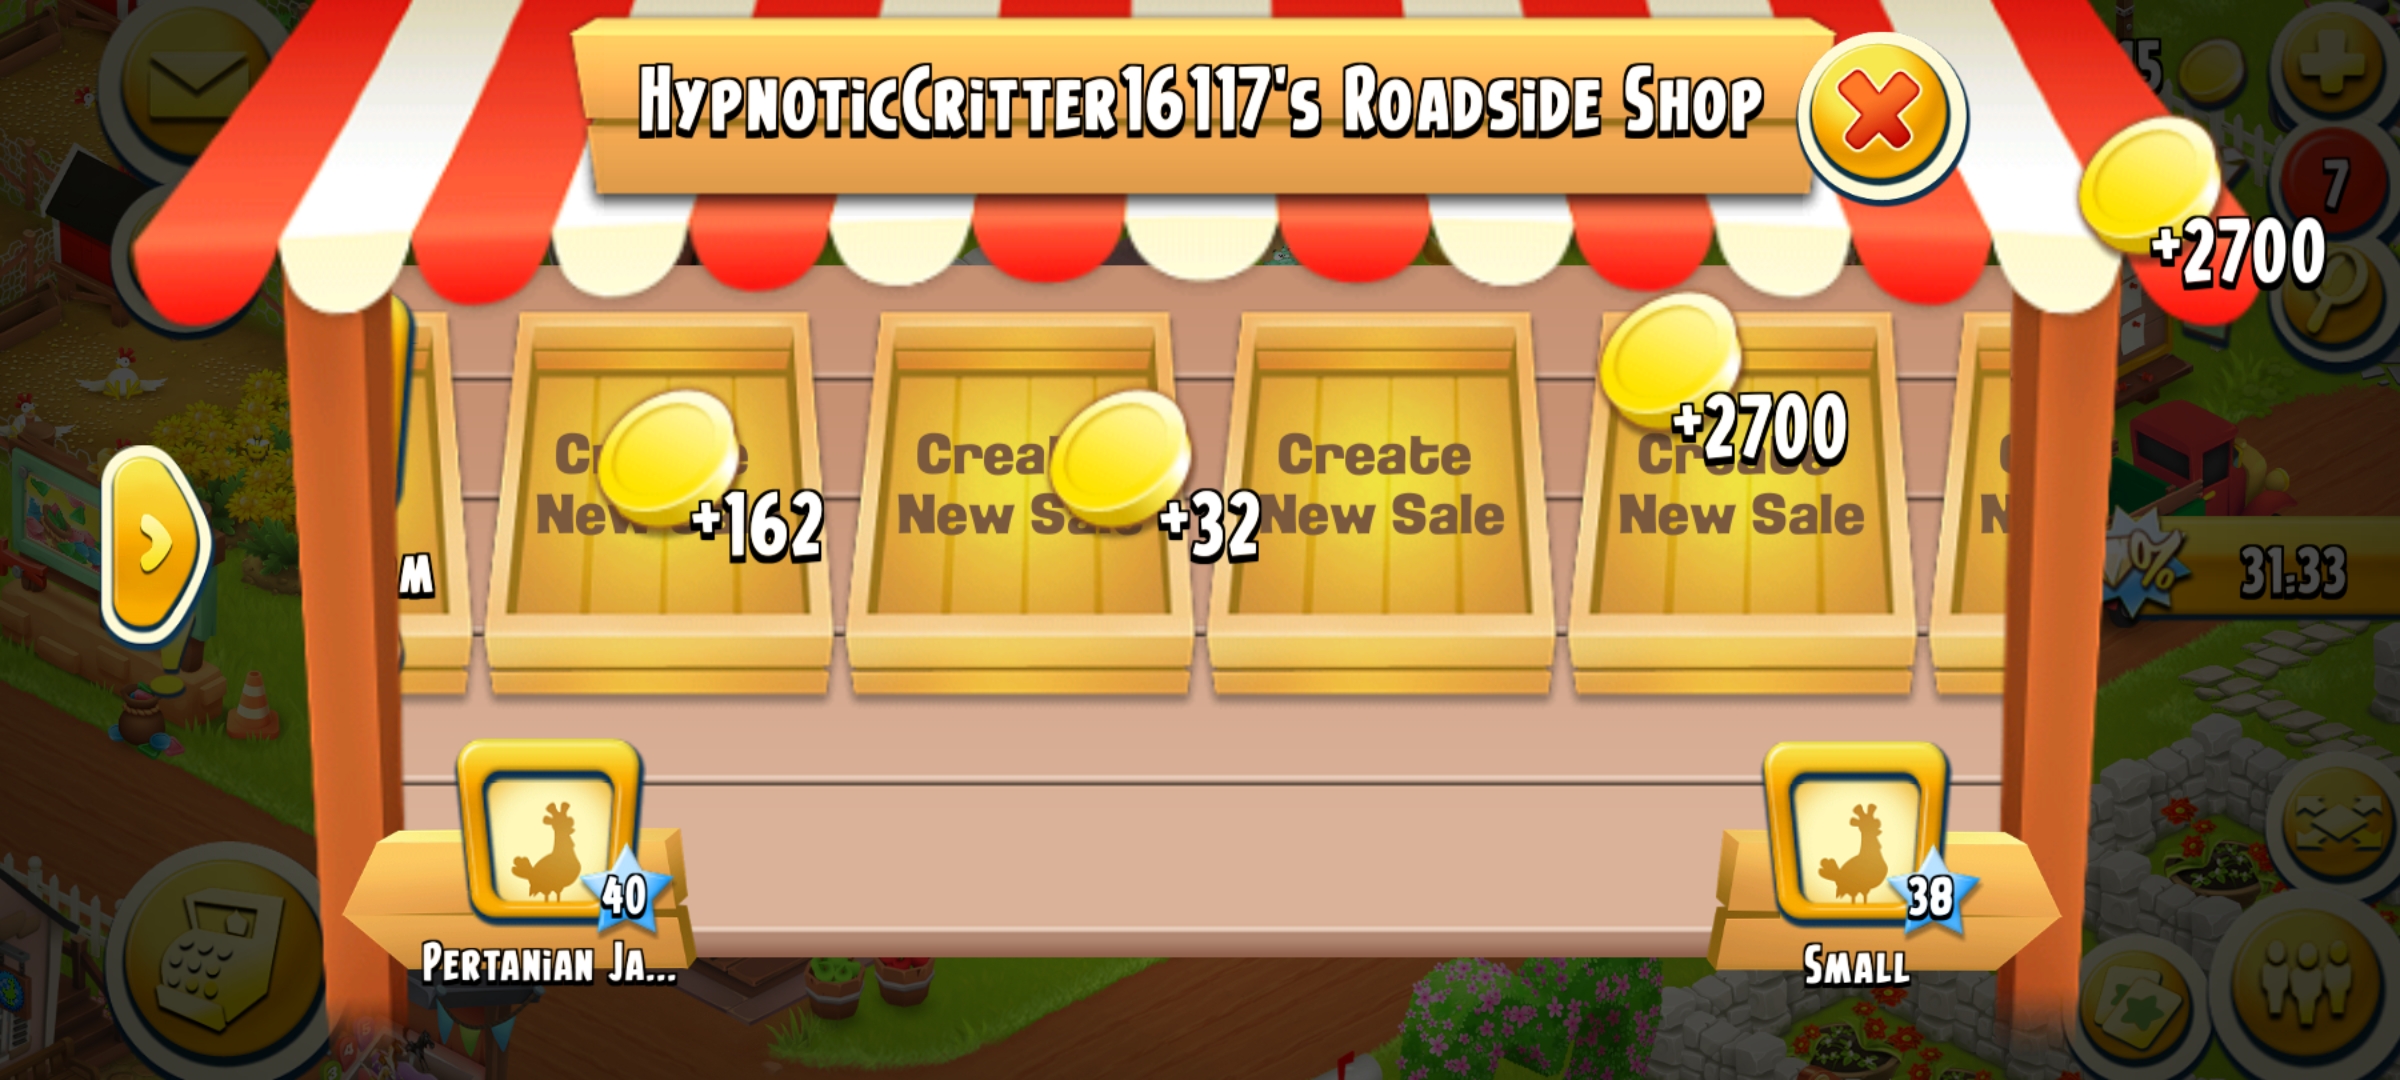 HypnoticCritter16117's Roadside Shop
+2700
7
+2700
Create
New Sale
Create
New Sale
+162
+32
M
31:33
40
Pertanian Ja...
38
Small